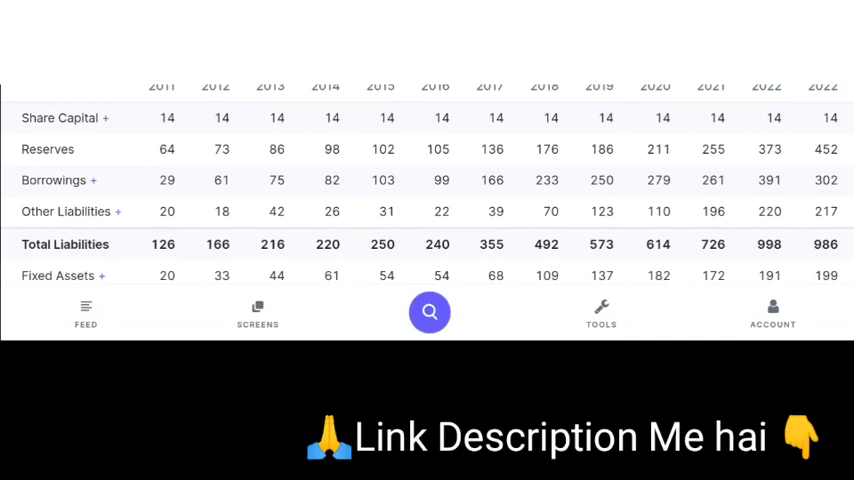 2011 2012 2013 2014 2015 2016 2017 2018 2019 2020 2021 2022 2022
Share Capital + 14 14 14 14 14 14 14 14 14 14 14 14 14
Reserves 64 73 86 98 102 105 136 176 186 211 255 373 452
Borrowings + 29 61 75 82 103 99 166 233 250 279 261 391 302
Other Liabilities + 20 18 42 26 31 22 39 70 123 110 196 220 217
Total Liabilities 126 166 216 220 250 240 355 492 573 614 726 998 986
Fixed Assets + 20 33 44 61 54 54 68 109 137 182 172 191 199
FEED SCREENS TOOLS ACCOUNT
🙏Link Description Me hai 👇